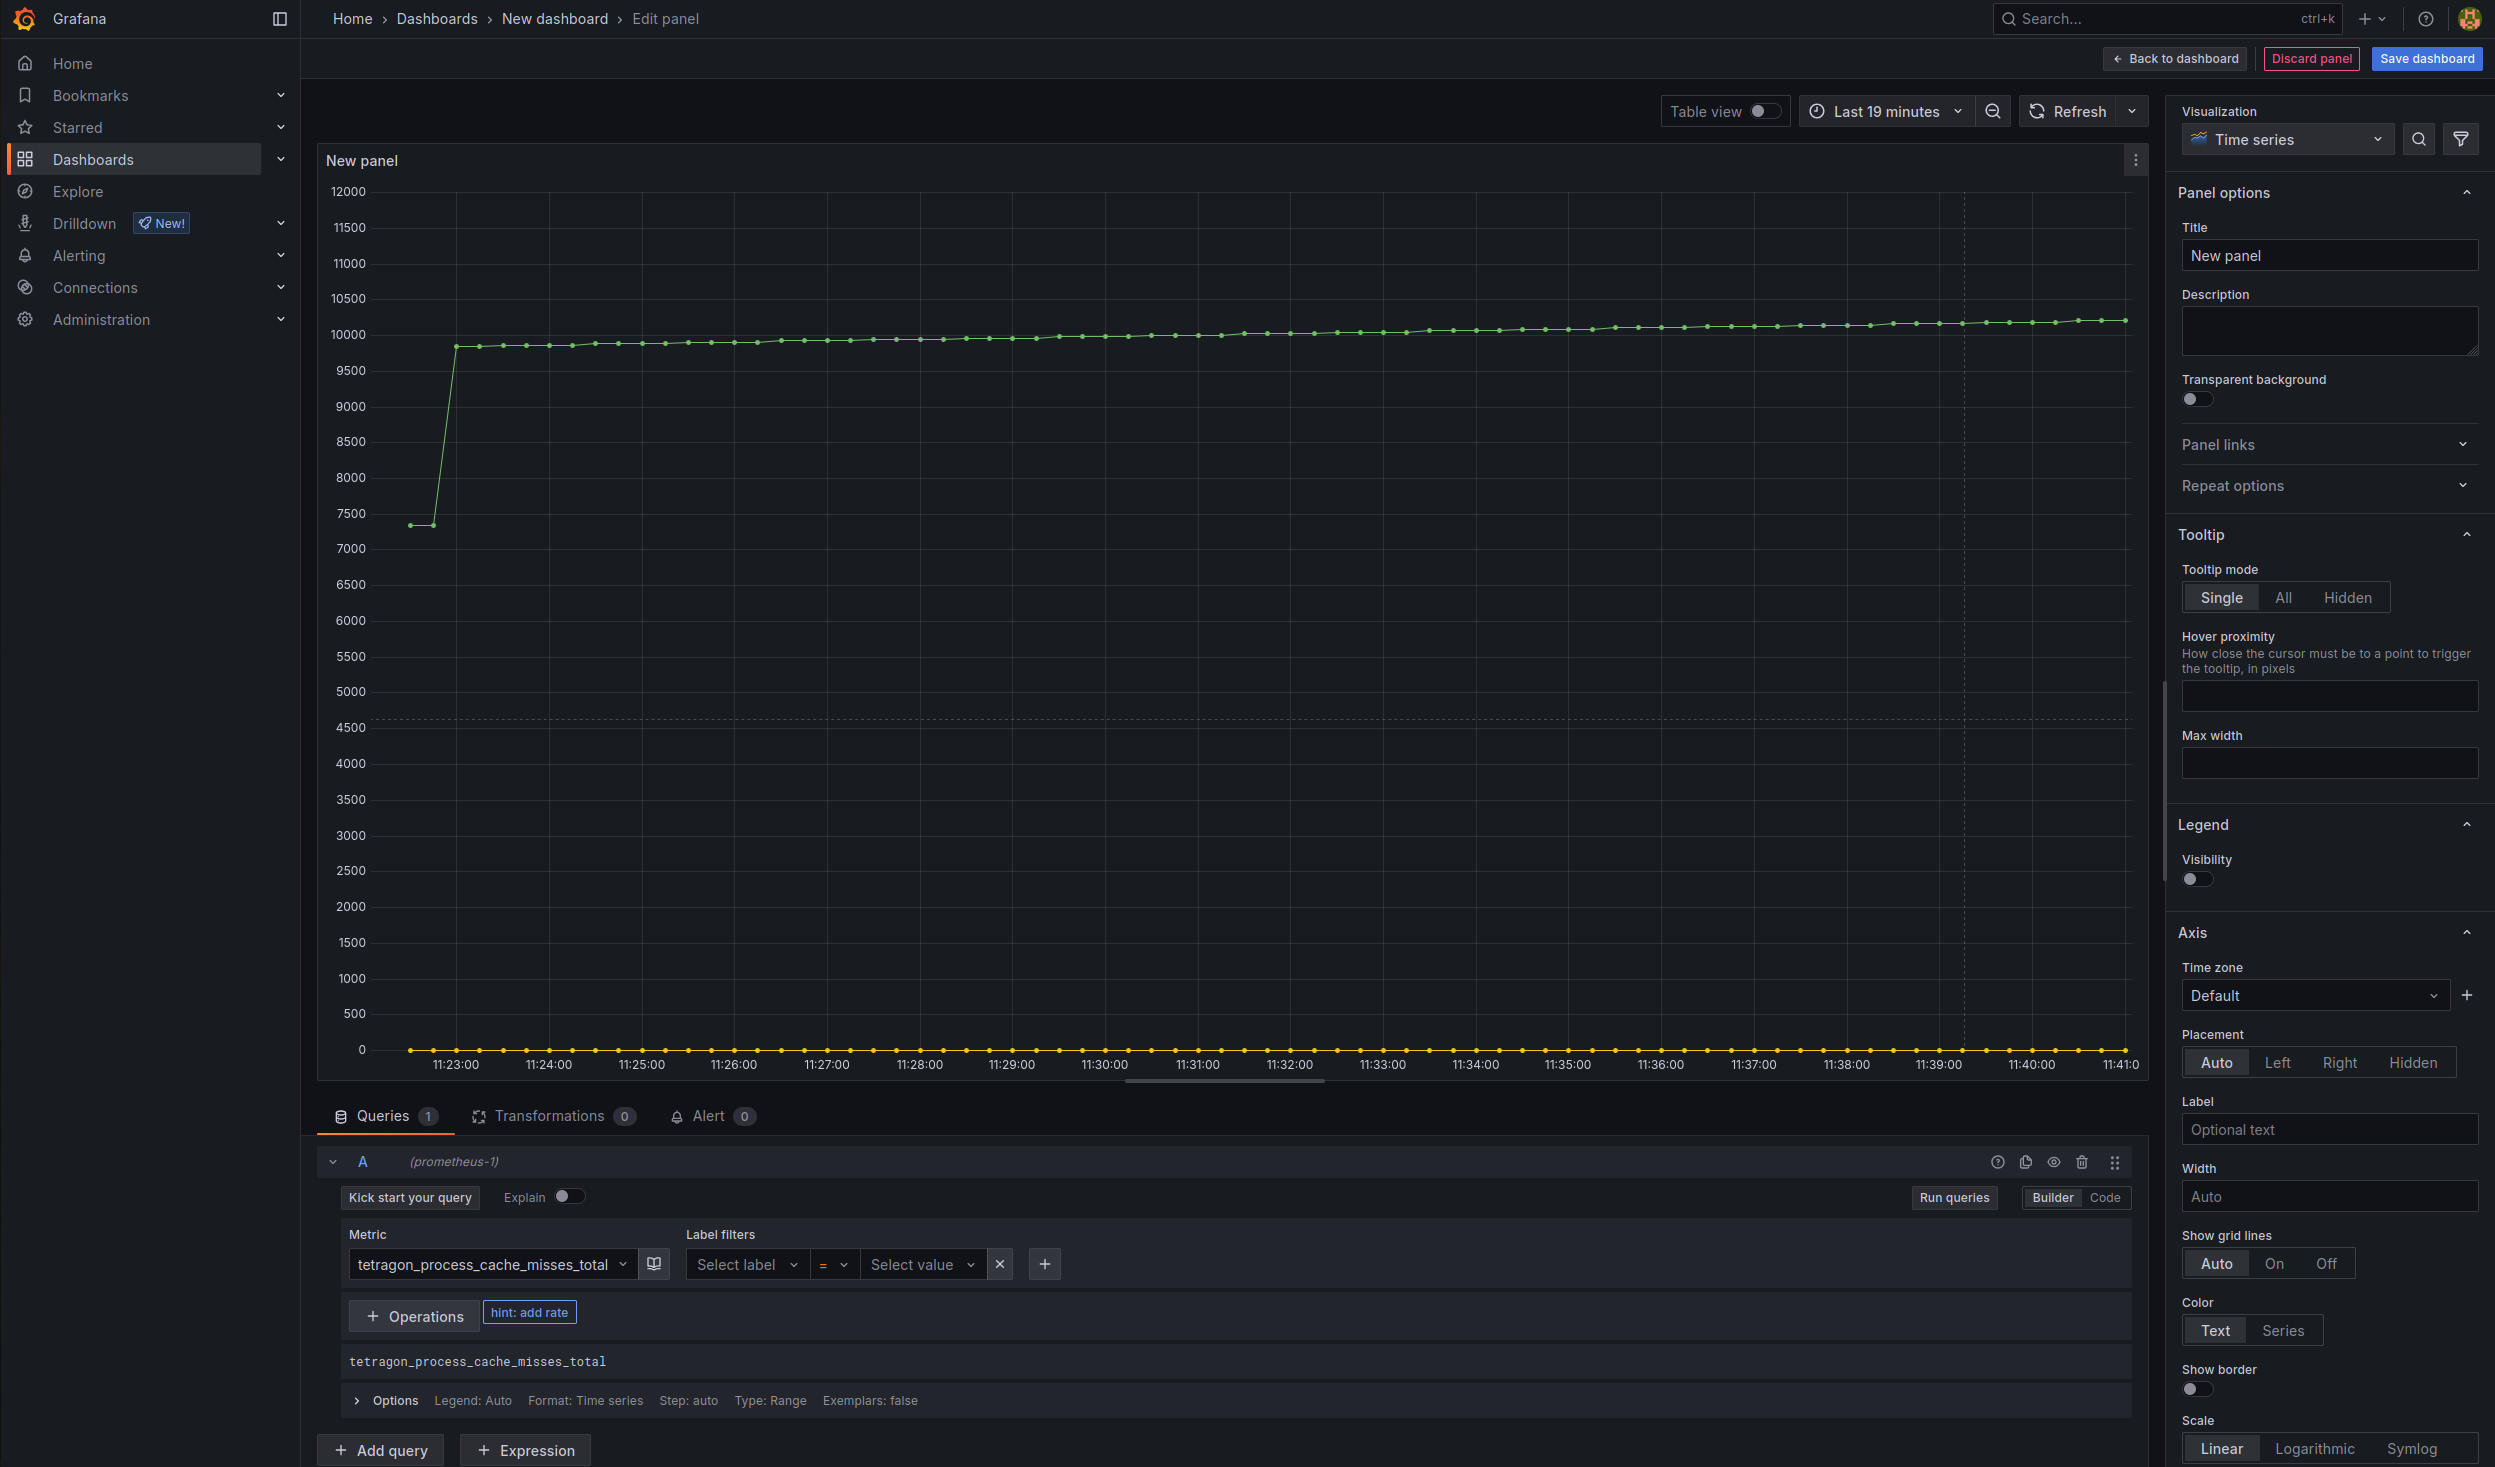 Grafana
Home › Dashboards › New dashboard › Edit panel
Search... ctrl+k
Back to dashboard
Discard panel
Save dashboard
Home
Bookmarks
Starred
Dashboards
Explore
Drilldown New!
Alerting
Connections
Administration
Table view
Last 19 minutes
Refresh
New panel
12000
11500
11000
10500
10000
9500
9000
8500
8000
7500
7000
6500
6000
5500
5000
4500
4000
3500
3000
2500
2000
1500
1000
500
0
11:23:00 11:24:00 11:25:00 11:26:00 11:27:00 11:28:00 11:29:00 11:30:00 11:31:00 11:32:00 11:33:00 11:34:00 11:35:00 11:36:00 11:37:00 11:38:00 11:39:00 11:40:00 11:41:0
Queries 1 Transformations 0 Alert 0
A (prometheus-1)
Kick start your query Explain Run queries Builder Code
Metric Label filters
tetragon_process_cache_misses_total Select label = Select value
+ Operations hint: add rate
tetragon_process_cache_misses_total
Options Legend: Auto Format: Time series Step: auto Type: Range Exemplars: false
+ Add query + Expression
Visualization
Time series
Panel options
Title
New panel
Description
Transparent background
Panel links
Repeat options
Tooltip
Tooltip mode
Single All Hidden
Hover proximity
How close the cursor must be to a point to trigger
the tooltip, in pixels
Max width
Legend
Visibility
Axis
Time zone
Default
Placement
Auto Left Right Hidden
Label
Optional text
Width
Auto
Show grid lines
Auto On Off
Color
Text Series
Show border
Scale
Linear Logarithmic Symlog